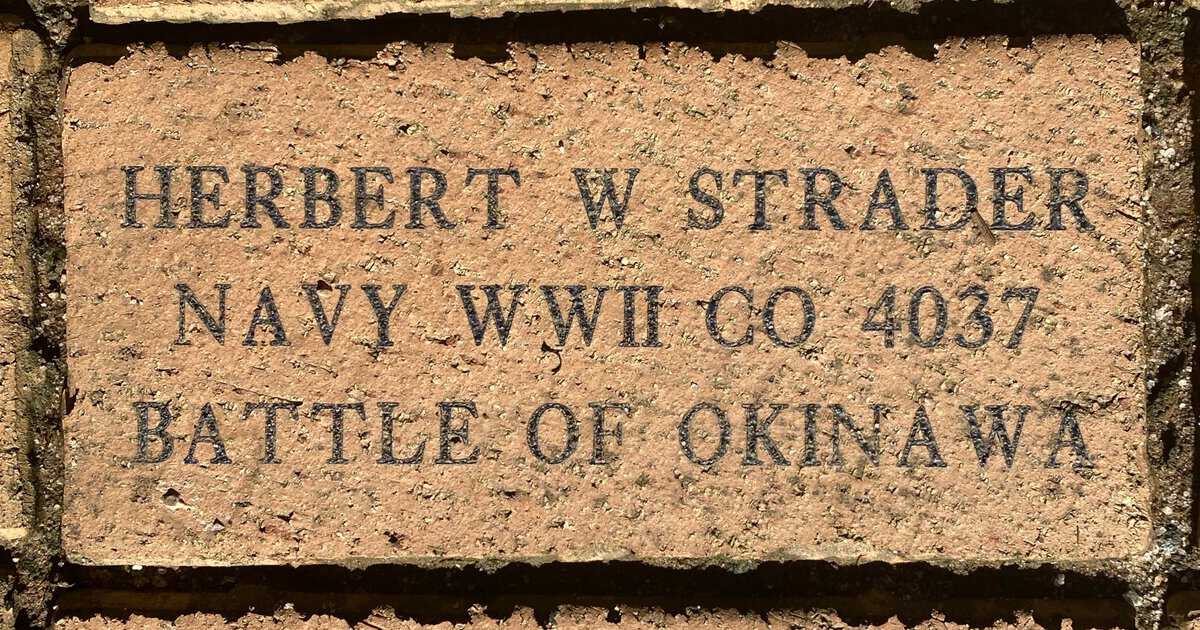 HERBERT W STRADER
NAVY WWII CO 4037
BATTLE OF OKINAWA